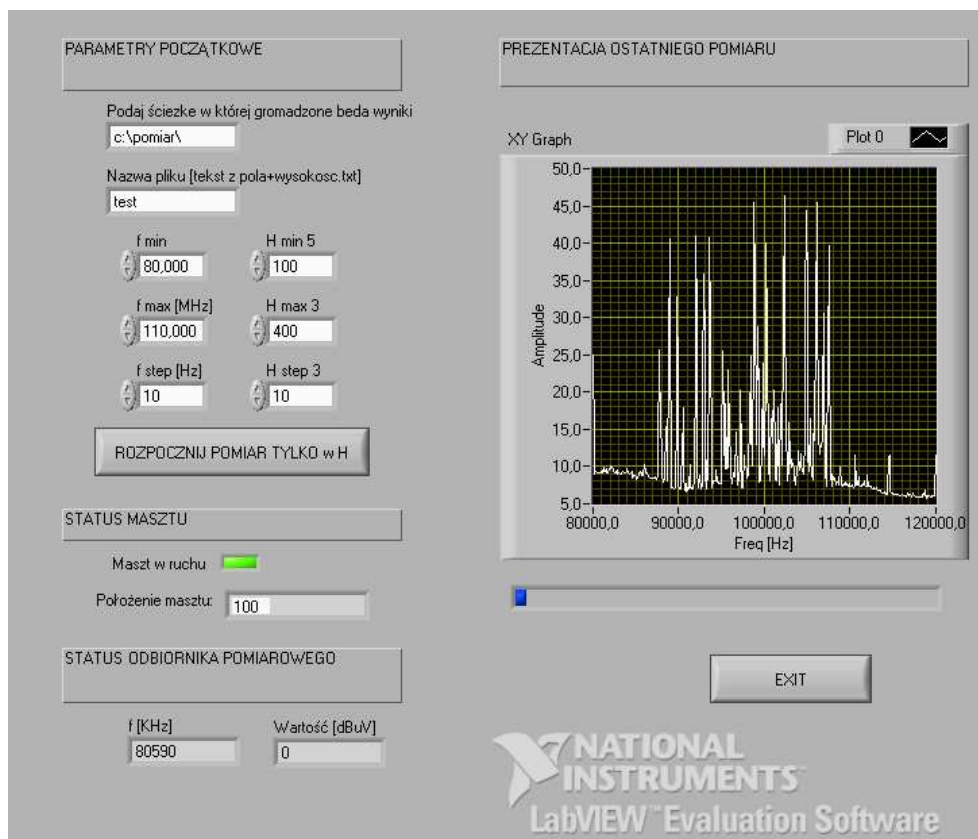 PARAMETRY POCZĄTKOWE
Podaj ściezke w której gromadzone beda wyniki
c:\pomiar\
Nazwa pliku [tekst z pola+wysokosc.txt]
test
f min
H min 5
80,000
100
f max [MHz]
H max 3
110,000
400
f step [Hz]
H step 3
10
10
ROZPOCZNIJ POMIAR TYLKO w H
STATUS MASZTU
Maszt w ruchu
Położenie masztu:
100
STATUS ODBIORNIKA POMIAROWEGO
f [KHz]
Wartość [dBuV]
80590
0
PREZENTACJA OSTATNIEGO POMIARU
XY Graph
Plot 0
50,0
45,0
40,0
35,0
30,0
25,0
20,0
15,0
10,0
5,0
Amplitude
80000,0
90000,0
100000,0
110000,0
120000,0
Freq [Hz]
EXIT
NATIONAL
INSTRUMENTS™
LabVIEW™ Evaluation Software